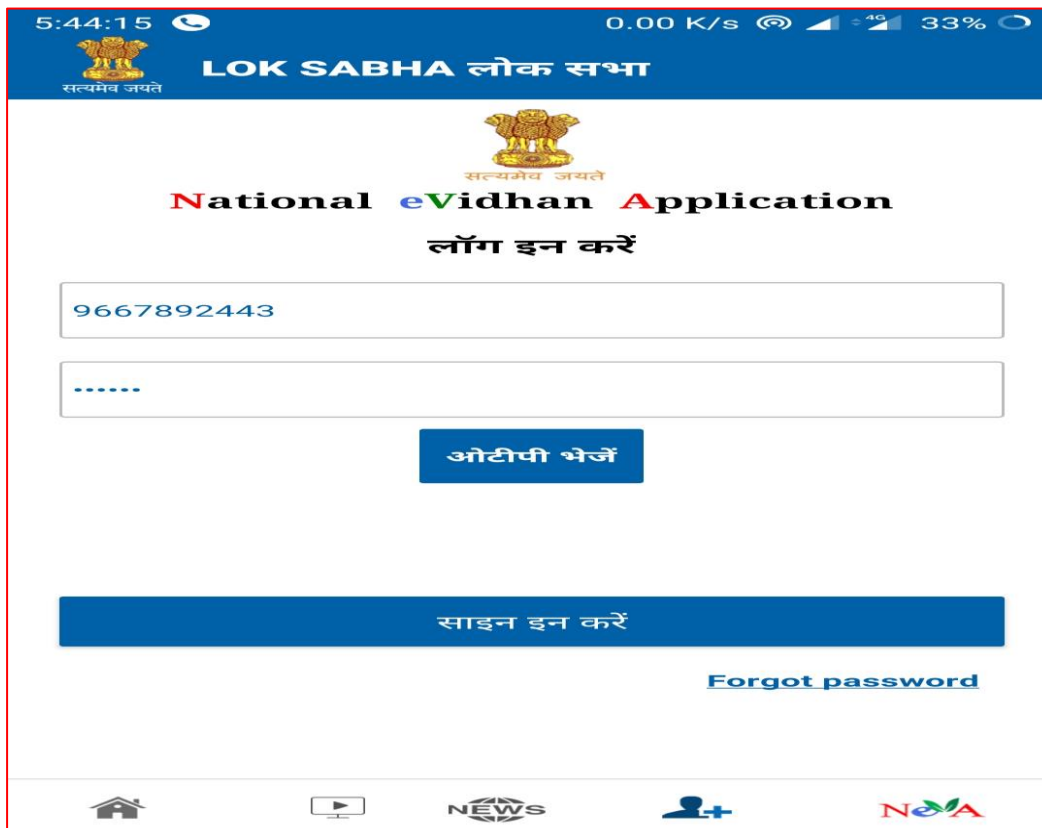 5:44:15 0.00 K/s 4G 33%
LOK SABHA लोक सभा
सत्यमेव जयते
सत्यमेव जयते
National eVidhan Application
लॉग इन करें
9667892443
••••••
ओटीपी भेजें
साइन इन करें
Forgot password
NEWS NeVA